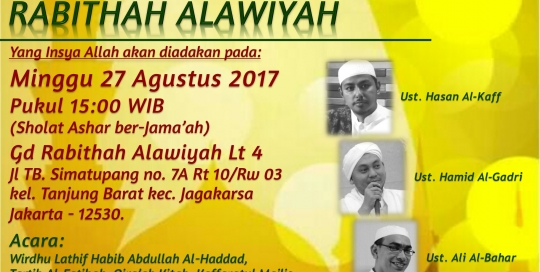 RABITHAH ALAWIYAH
Yang Insya Allah akan diadakan pada:
Minggu 27 Agustus 2017
Pukul 15:00 WIB
(Sholat Ashar ber-Jama'ah)
Gd Rabithah Alawiyah Lt 4
Jl TB. Simatupang no. 7A Rt 10/Rw 03
kel. Tanjung Barat kec. Jagakarsa
Jakarta - 12530.
Acara:
Wirdhu Lathif Habib Abdullah Al-Haddad,
Ust. Hasan Al-Kaff
Ust. Hamid Al-Gadri
Ust. Ali Al-Bahar